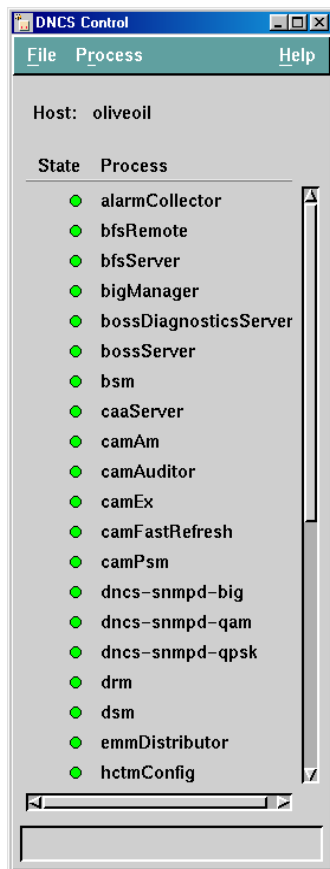 DNCS Control
File Process Help
Host: oliveoil
State Process
alarmCollector
bfsRemote
bfsServer
bigManager
bossDiagnosticsServer
bossServer
bsm
caaServer
camAm
camAuditor
camEx
camFastRefresh
camPsm
dncs-snmpd-big
dncs-snmpd-qam
dncs-snmpd-qpsk
drm
dsm
emmDistributor
hctmConfig